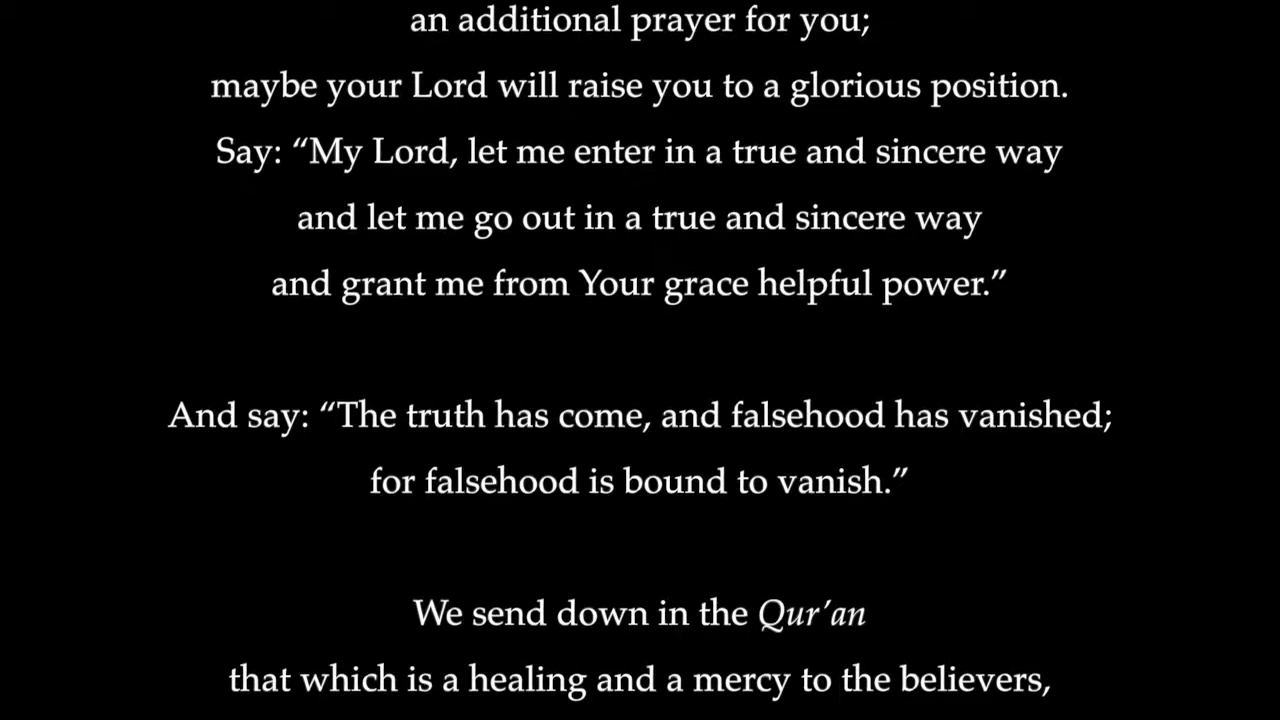 an additional prayer for you;
maybe your Lord will raise you to a glorious position.
Say: “My Lord, let me enter in a true and sincere way
and let me go out in a true and sincere way
and grant me from Your grace helpful power.”
And say: “The truth has come, and falsehood has vanished;
for falsehood is bound to vanish.”
We send down in the Qur’an
that which is a healing and a mercy to the believers,